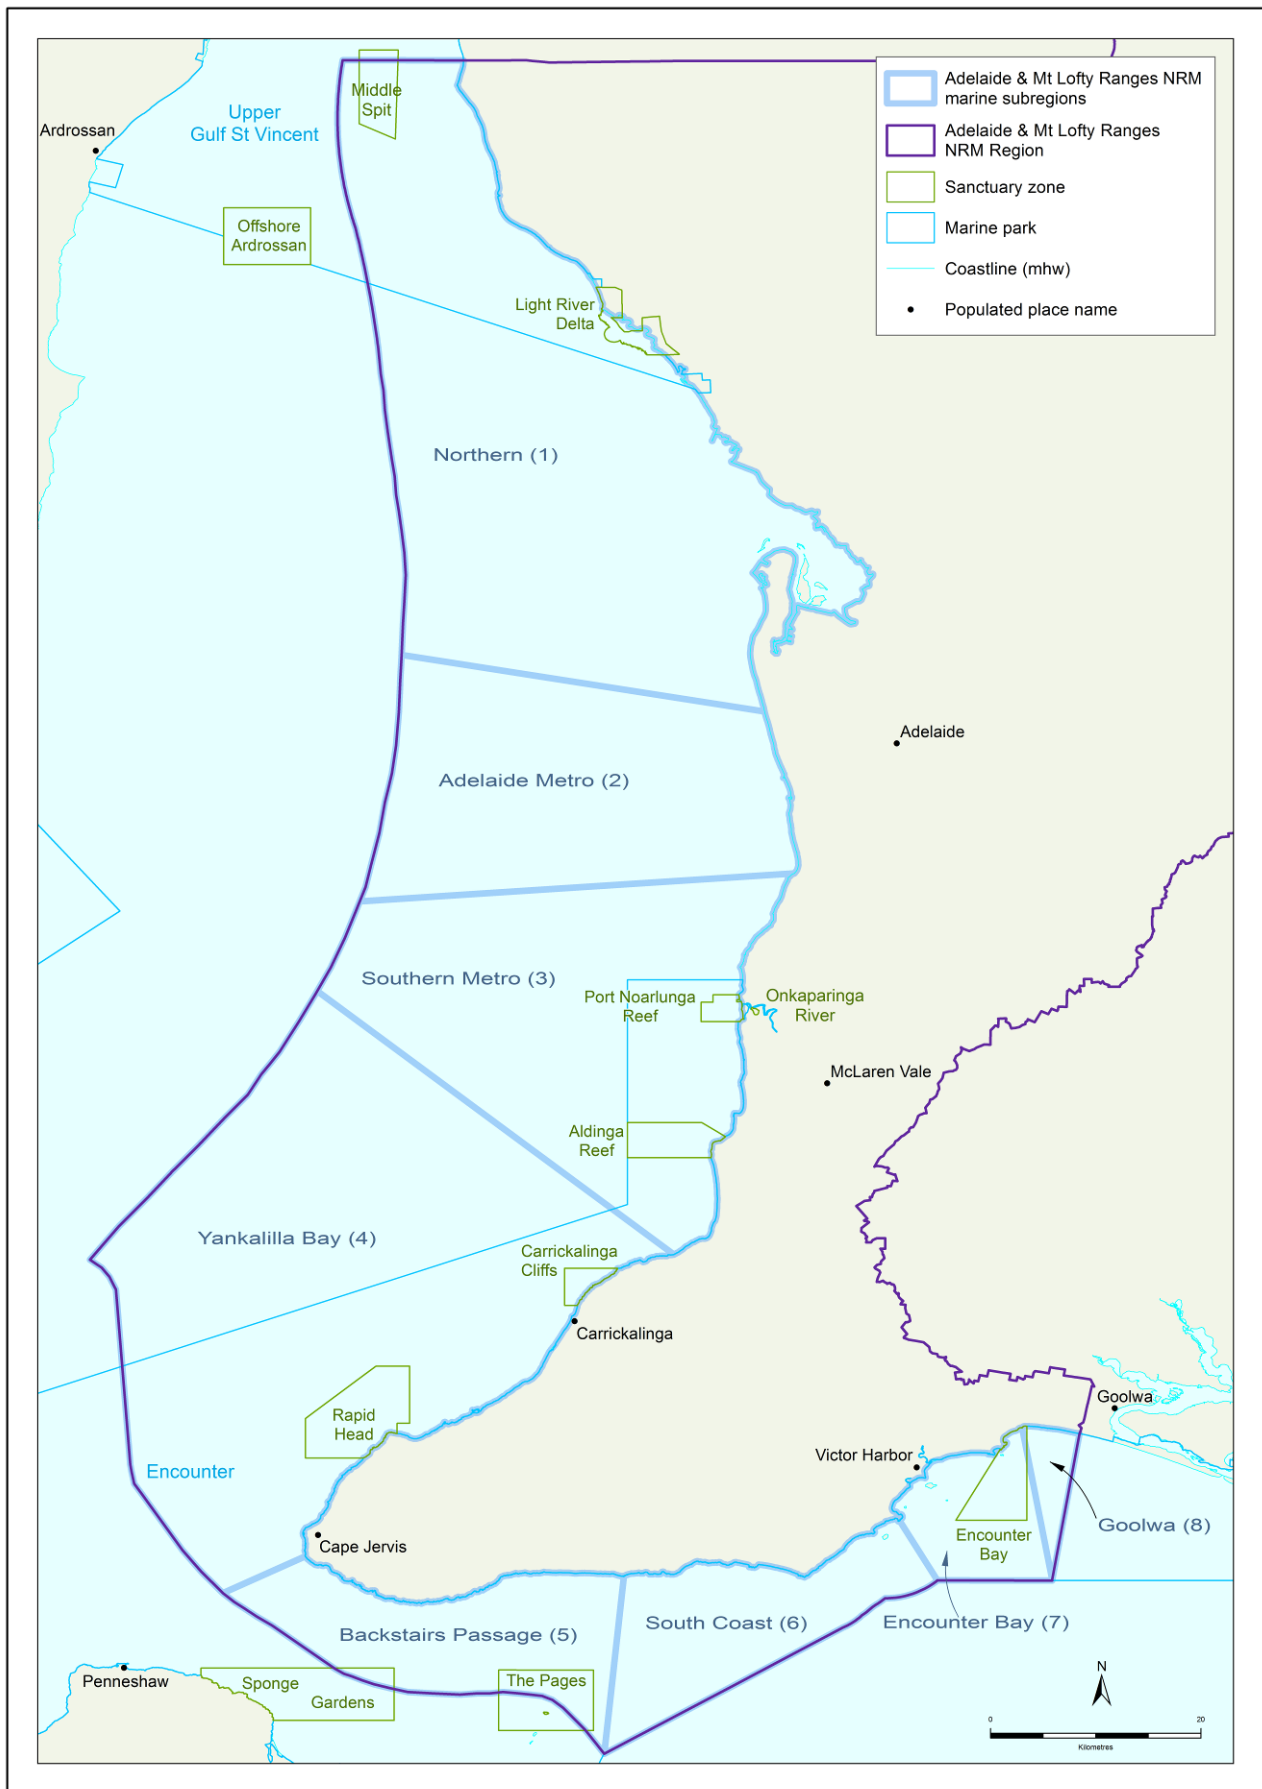 Adelaide & Mt Lofty Ranges NRM
marine subregions
Adelaide & Mt Lofty Ranges
NRM Region
Sanctuary zone
Marine park
Coastline (mhw)
Populated place name
Middle
Spit
Upper
Gulf St Vincent
Ardrossan
Offshore
Ardrossan
Light River
Delta
Northern (1)
Adelaide
Adelaide Metro (2)
Southern Metro (3)
Port Noarlunga
Reef
Onkaparinga
River
McLaren Vale
Aldinga
Reef
Yankalilla Bay (4)
Carrickalinga
Cliffs
Carrickalinga
Rapid
Head
Goolwa
Victor Harbor
Encounter
Goolwa (8)
Encounter
Bay
Cape Jervis
Backstairs Passage (5)
South Coast (6)
Encounter Bay (7)
Penneshaw
Sponge
Gardens
The Pages
N
0 20
Kilometres